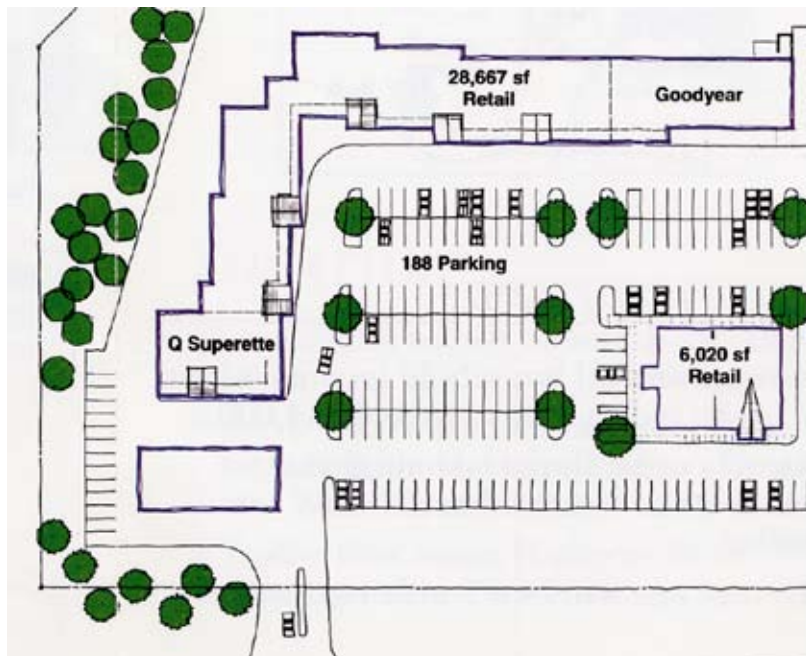 28,667 sf
Retail
Goodyear
188 Parking
Q Superette
6,020 sf
Retail